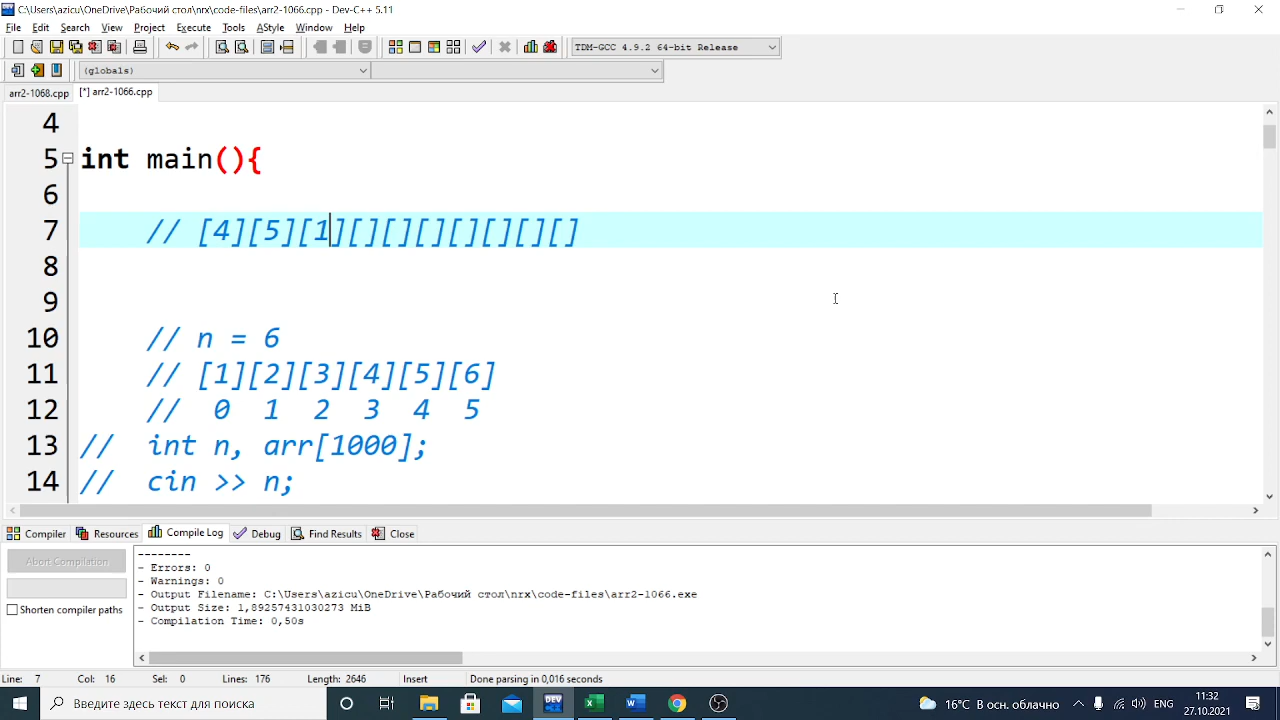 C:\Users\azicu\OneDrive\Рабочий стол\nrx\code-files\arr2-1066.cpp - Dev-C++ 5.11
File Edit Search View Project Execute Tools AStyle Window Help
TDM-GCC 4.9.2 64-bit Release
(globals)
arr2-1068.cpp [*] arr2-1066.cpp
4
5 int main(){
6
7 // [4][5][1][][][][][][][]
8
9
10 // n = 6
11 // [1][2][3][4][5][6]
12 // 0 1 2 3 4 5
13 // int n, arr[1000];
14 // cin >> n;
Compiler Resources Compile Log Debug Find Results Close
Abort Compilation
Shorten compiler paths
--------
- Errors: 0
- Warnings: 0
- Output Filename: C:\Users\azicu\OneDrive\Рабочий стол\nrx\code-files\arr2-1066.exe
- Output Size: 1,89257431030273 MiB
- Compilation Time: 0,50s
Line: 7 Col: 16 Sel: 0 Lines: 176 Length: 2646 Insert Done parsing in 0,016 seconds
Введите здесь текст для поиска
DEV
16°C В осн. облачно ENG
11:32
27.10.2021